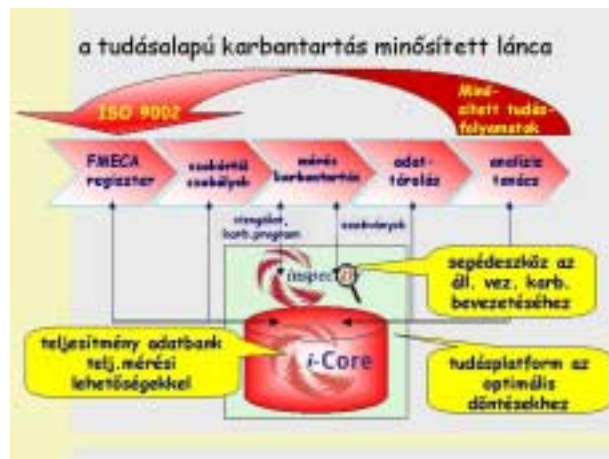 a tudásalapú karbantartás minősített lánca
ISO 9002
Minő-
sített tudás-
folyamatok
FMECA
regiszter
szakértői
szabályok
mérés
karbantartás
adat-
tárolás
analízis
tanács
vizsgálat,
karb.program
szabványok
inspect
segédeszköz az
áll. vez. karb.
bevezetéséhez
teljesítmény adatbank
telj.mérési
lehetőségekkel
i-Core
tudásplatform az
optimális
döntésekhez